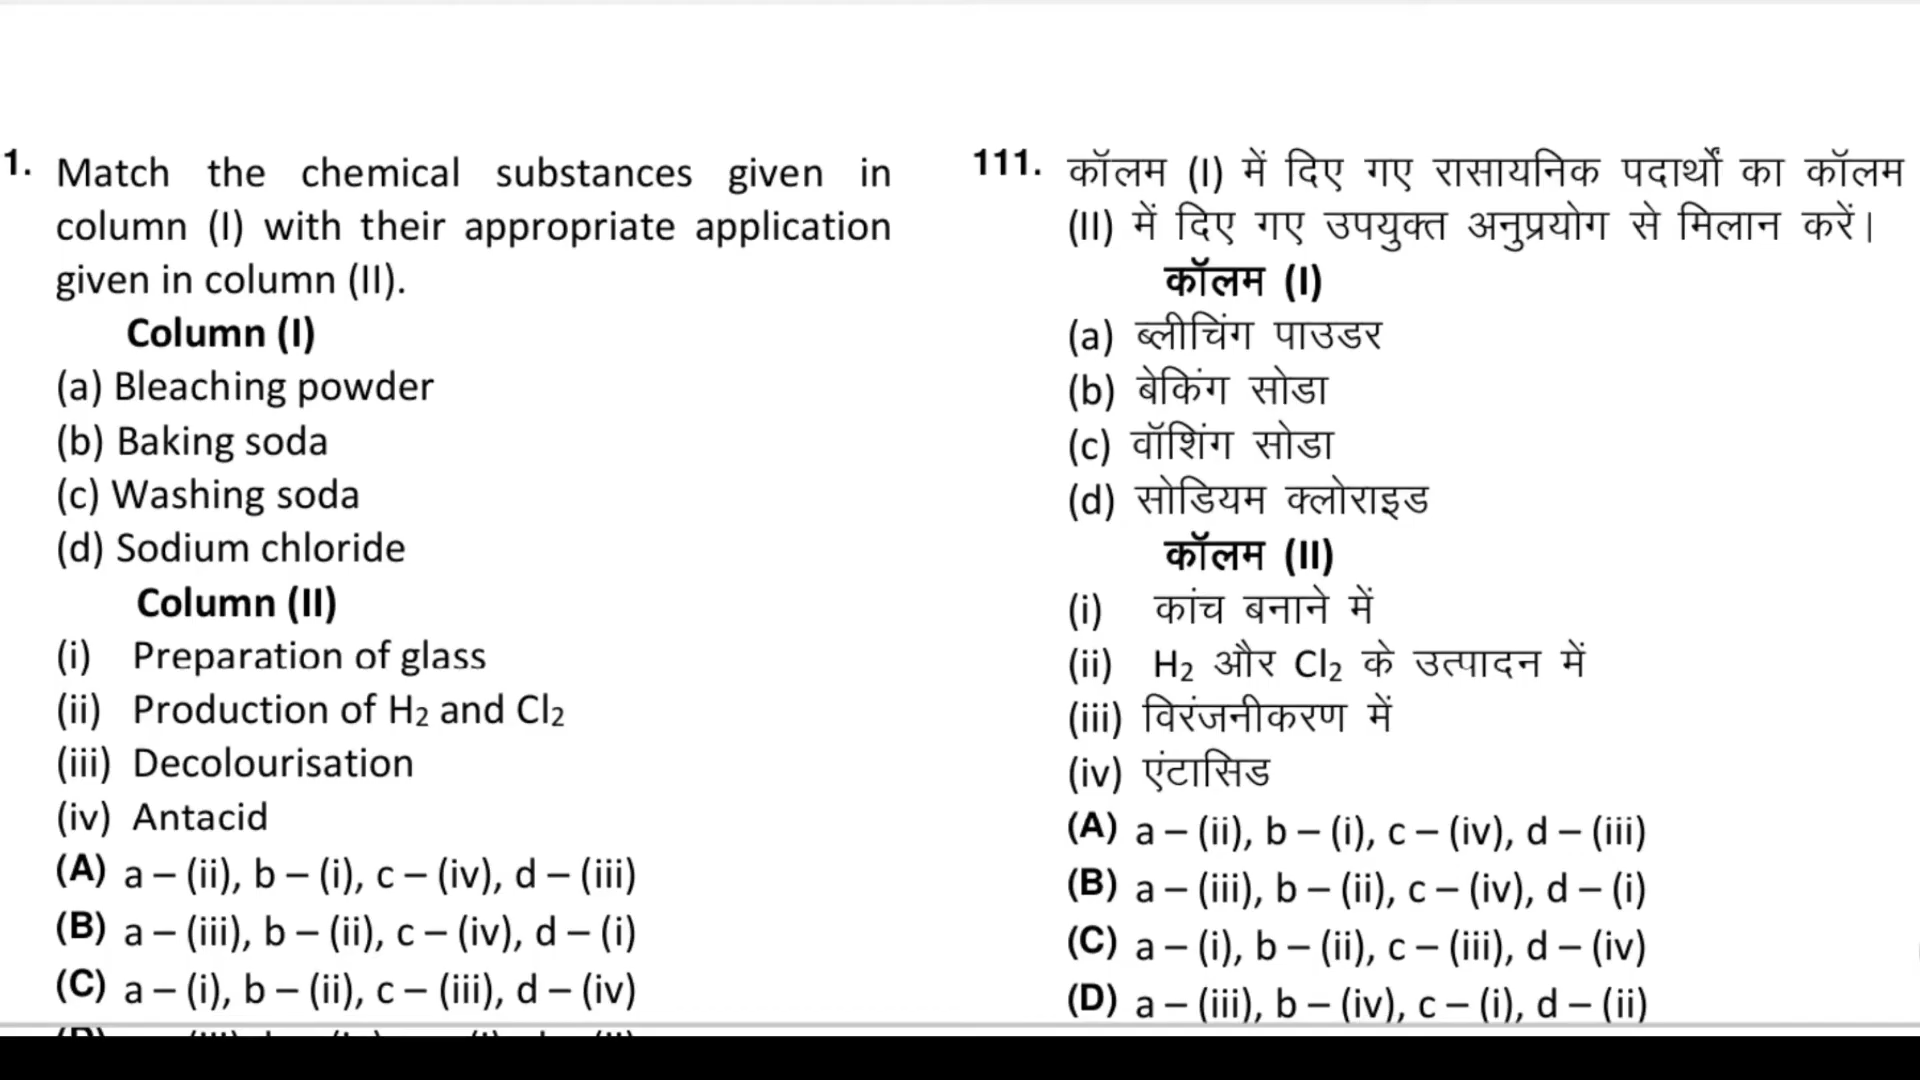 1. Match the chemical substances given in
column (I) with their appropriate application
given in column (II).
Column (I)
(a) Bleaching powder
(b) Baking soda
(c) Washing soda
(d) Sodium chloride
Column (II)
(i) Preparation of glass
(ii) Production of H₂ and Cl₂
(iii) Decolourisation
(iv) Antacid
(A) a – (ii), b – (i), c – (iv), d – (iii)
(B) a – (iii), b – (ii), c – (iv), d – (i)
(C) a – (i), b – (ii), c – (iii), d – (iv)
111. कॉलम (I) में दिए गए रासायनिक पदार्थों का कॉलम
(II) में दिए गए उपयुक्त अनुप्रयोग से मिलान करें।
कॉलम (I)
(a) ब्लीचिंग पाउडर
(b) बेकिंग सोडा
(c) वॉशिंग सोडा
(d) सोडियम क्लोराइड
कॉलम (II)
(i) कांच बनाने में
(ii) H₂ और Cl₂ के उत्पादन में
(iii) विरंजनीकरण में
(iv) एंटासिड
(A) a – (ii), b – (i), c – (iv), d – (iii)
(B) a – (iii), b – (ii), c – (iv), d – (i)
(C) a – (i), b – (ii), c – (iii), d – (iv)
(D) a – (iii), b – (iv), c – (i), d – (ii)